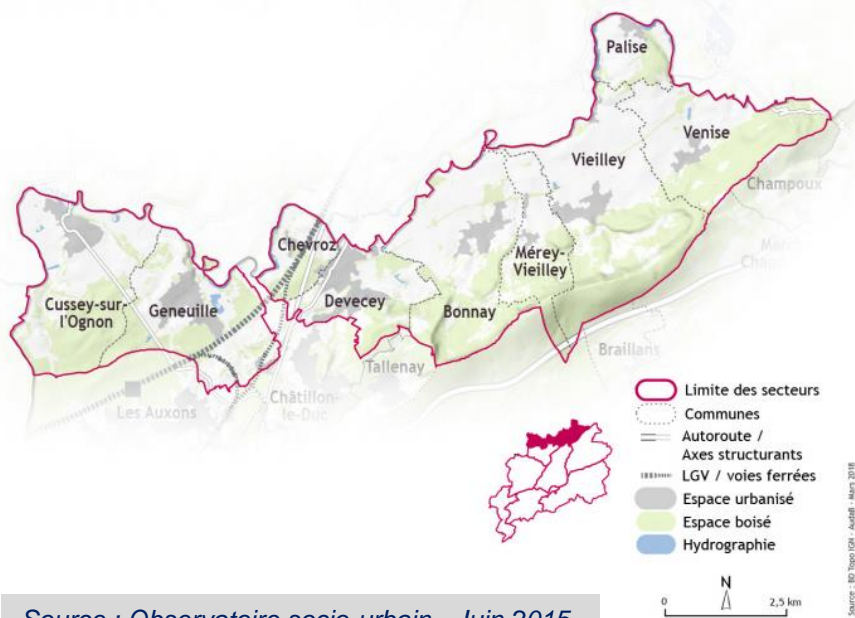 Palise
Venise
Vieilley
Champoux
Chevroz
Mérey-
Vieilley
Cussey-sur-
l'Ognon
Geneuille
Devecey
Bonnay
Braillans
Tallenay
Châtillon-
le-Duc
Les Auxons
Limite des secteurs
Communes
Autoroute /
Axes structurants
LGV / voies ferrées
Espace urbanisé
Espace boisé
Hydrographie
N
0 2,5 km
Source : BD Topo IGN - AudaB - Mars 2018
Source : Observatoire socio-urbain – Juin 2015